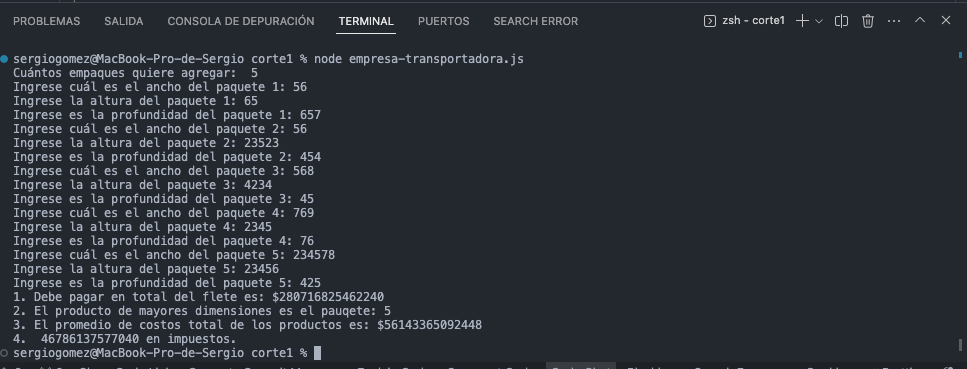 PROBLEMAS SALIDA CONSOLA DE DEPURACIÓN TERMINAL PUERTOS SEARCH ERROR zsh - corte1
sergiogomez@MacBook-Pro-de-Sergio corte1 % node empresa-transportadora.js
Cuántos empaques quiere agregar:  5
Ingrese cuál es el ancho del paquete 1: 56
Ingrese la altura del paquete 1: 65
Ingrese es la profundidad del paquete 1: 657
Ingrese cuál es el ancho del paquete 2: 56
Ingrese la altura del paquete 2: 23523
Ingrese es la profundidad del paquete 2: 454
Ingrese cuál es el ancho del paquete 3: 568
Ingrese la altura del paquete 3: 4234
Ingrese es la profundidad del paquete 3: 45
Ingrese cuál es el ancho del paquete 4: 769
Ingrese la altura del paquete 4: 2345
Ingrese es la profundidad del paquete 4: 76
Ingrese cuál es el ancho del paquete 5: 234578
Ingrese la altura del paquete 5: 23456
Ingrese es la profundidad del paquete 5: 425
1. Debe pagar en total del flete es: $280716825462240
2. El producto de mayores dimensiones es el pauqete: 5
3. El promedio de costos total de los productos es: $56143365092448
4.  46786137577040 en impuestos.
sergiogomez@MacBook-Pro-de-Sergio corte1 %